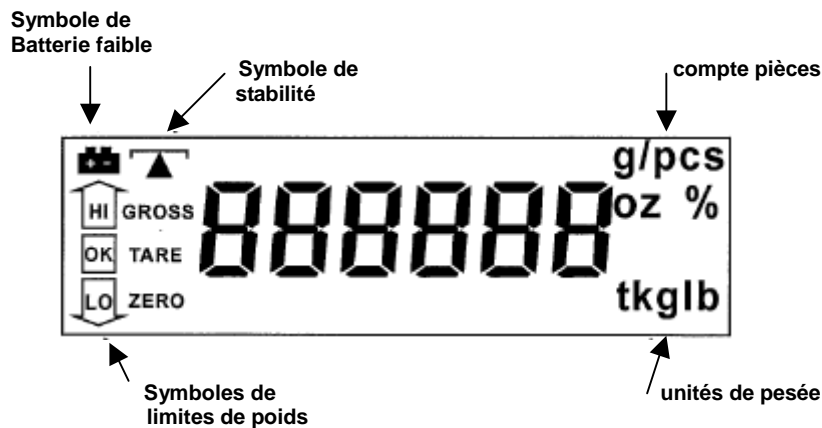 Symbole de
Batterie faible
Symbole de
stabilité
compte pièces
g/pcs
HI GROSS 888888 oz %
OK TARE
LO ZERO tkglb
Symboles de
limites de poids
unités de pesée